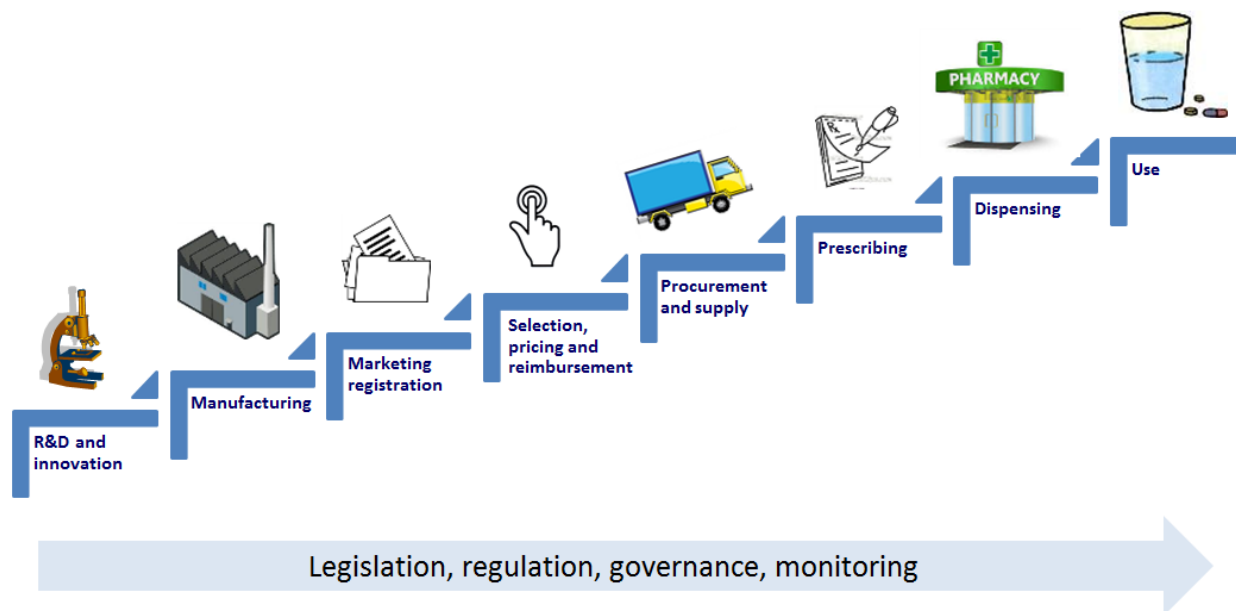 R&D and
innovation
Manufacturing
Marketing
registration
Selection,
pricing and
reimbursement
Procurement
and supply
Rx
Prescribing
PHARMACY
Dispensing
Use
Legislation, regulation, governance, monitoring